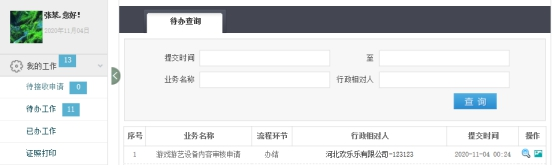 张某,您好!
2020年11月04日
我的工作 13
待接收申请 0
待办工作 11
已办工作
证照打印
待办查询
提交时间 至
业务名称 行政相对人
查 询
序号 业务名称 流程环节 行政相对人 提交时间 操作
1 游戏游艺设备内容审核申请 办结 河北欢乐乐有限公司-123123 2020-11-04 00:24